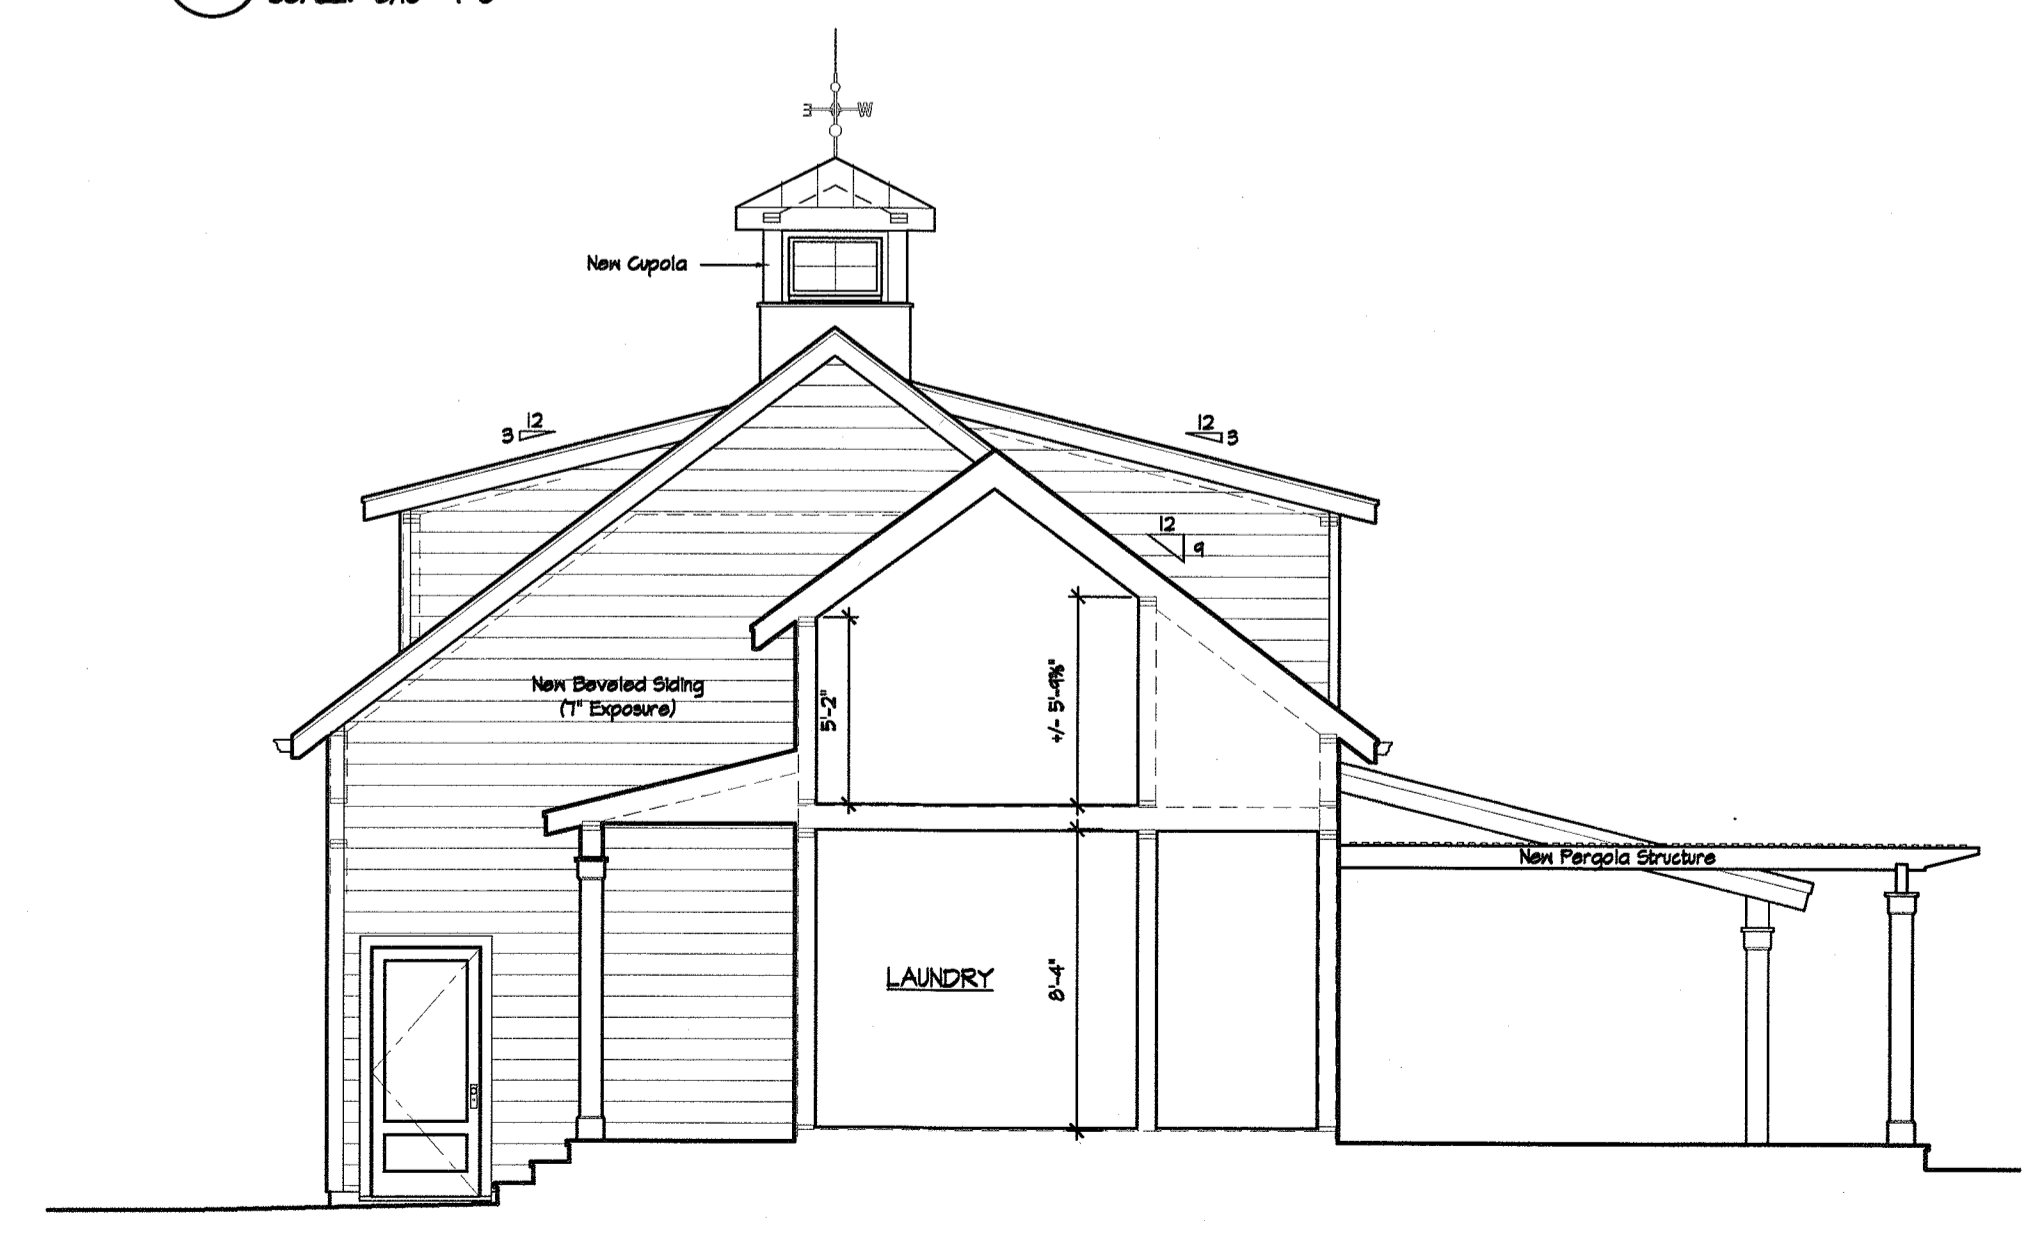 E W
New Cupola
12
3
12
3
12
9
New Beveled Siding
(7" Exposure)
5'-2"
+/- 5'-9⅜"
New Pergola Structure
LAUNDRY
8'-4"